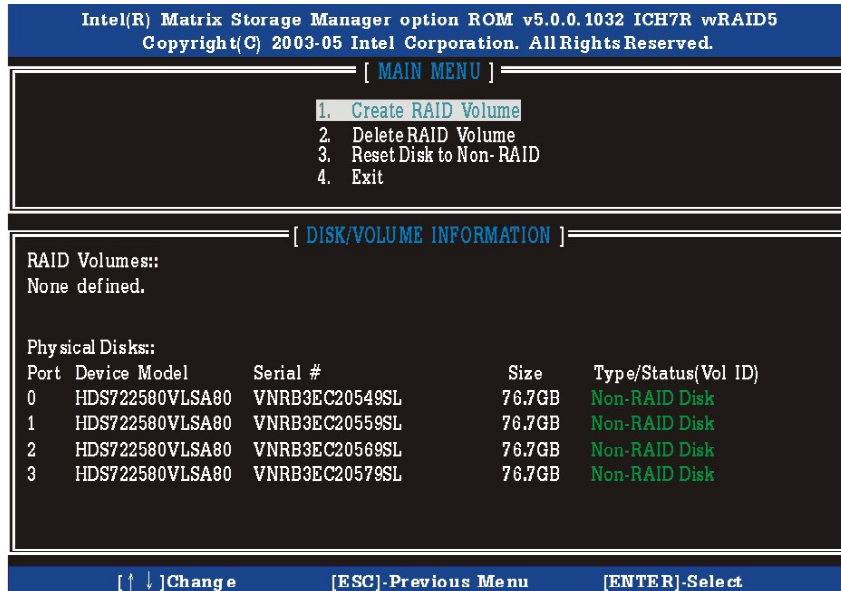 Intel(R) Matrix Storage Manager option ROM v5.0.0.1032 ICH7R wRAID5
Copyright(C) 2003-05 Intel Corporation. All Rights Reserved.
[ MAIN MENU ]
1. Create RAID Volume
2. Delete RAID Volume
3. Reset Disk to Non-RAID
4. Exit
[ DISK/VOLUME INFORMATION ]
RAID Volumes::
None defined.
Physical Disks::
Port Device Model Serial # Size Type/Status(Vol ID)
0 HDS722580VLSA80 VNRB3EC20549SL 76.7GB Non-RAID Disk
1 HDS722580VLSA80 VNRB3EC20559SL 76.7GB Non-RAID Disk
2 HDS722580VLSA80 VNRB3EC20569SL 76.7GB Non-RAID Disk
3 HDS722580VLSA80 VNRB3EC20579SL 76.7GB Non-RAID Disk
[↑↓]Change [ESC]-Previous Menu [ENTER]-Select